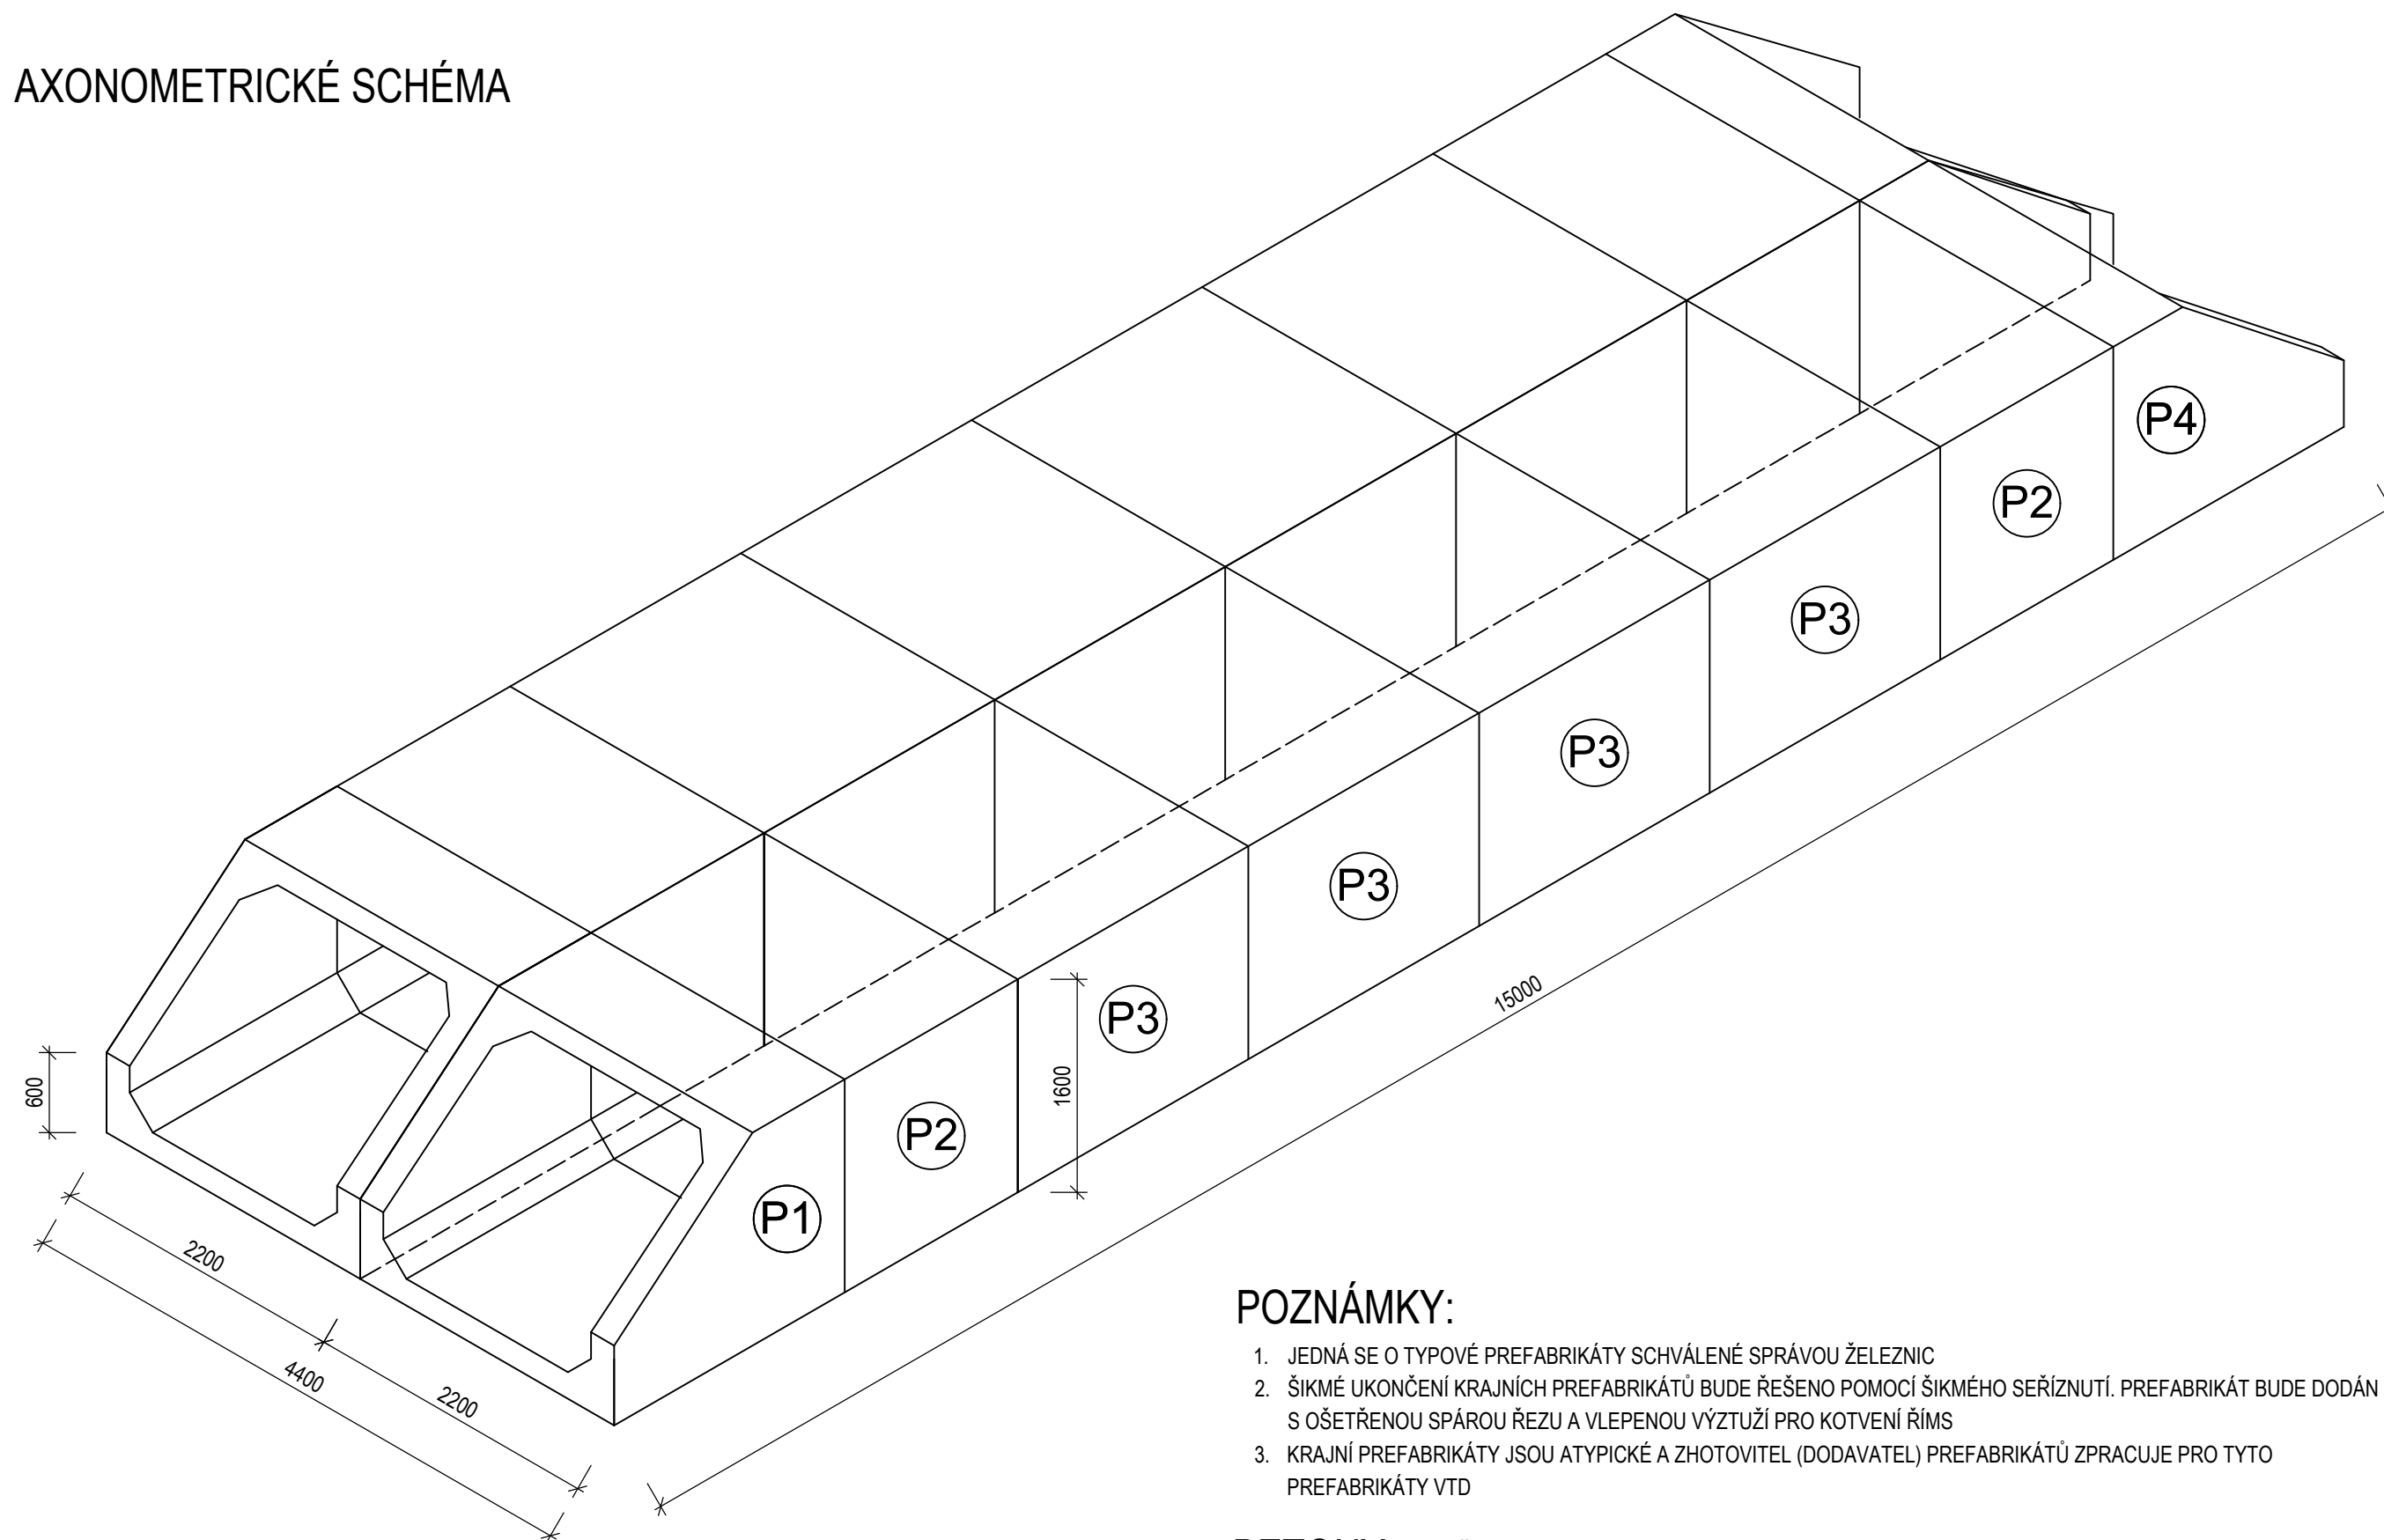 AXONOMETRICKÉ SCHÉMA
P4
P2
P3
P3
P3
P3
P2
P1
600
1600
15000
2200
4400
2200
POZNÁMKY:
1. JEDNÁ SE O TYPOVÉ PREFABRIKÁTY SCHVÁLENÉ SPRÁVOU ŽELEZNIC
2. ŠIKMÉ UKONČENÍ KRAJNÍCH PREFABRIKÁTŮ BUDE ŘEŠENO POMOCÍ ŠIKMÉHO SEŘÍZNUTÍ. PREFABRIKÁT BUDE DODÁN
S OŠETŘENOU SPÁROU ŘEZU A VLEPENOU VÝZTUŽÍ PRO KOTVENÍ ŘÍMS
3. KRAJNÍ PREFABRIKÁTY JSOU ATYPICKÉ A ZHOTOVITEL (DODAVATEL) PREFABRIKÁTŮ ZPRACUJE PRO TYTO
PREFABRIKÁTY VTD